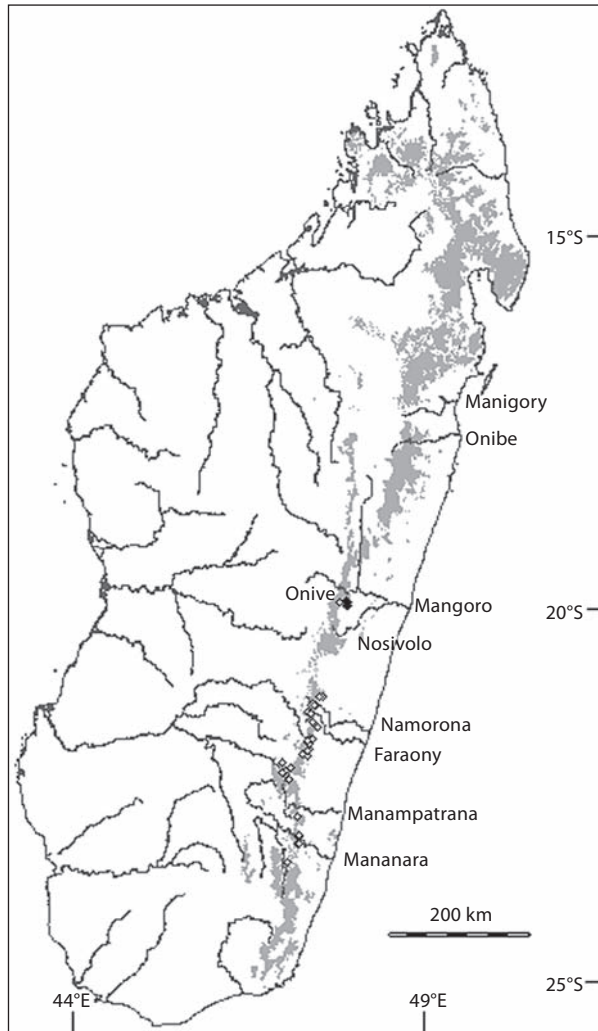 15°S
Manigory
Onibe
Onive
Mangoro
20°S
Nosivolo
Namorona
Faraony
Manampatrana
Mananara
200 km
25°S
44°E
49°E